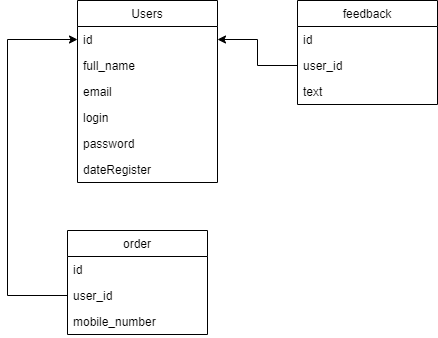 Users
id
full_name
email
login
password
dateRegister
feedback
id
user_id
text
order
id
user_id
mobile_number